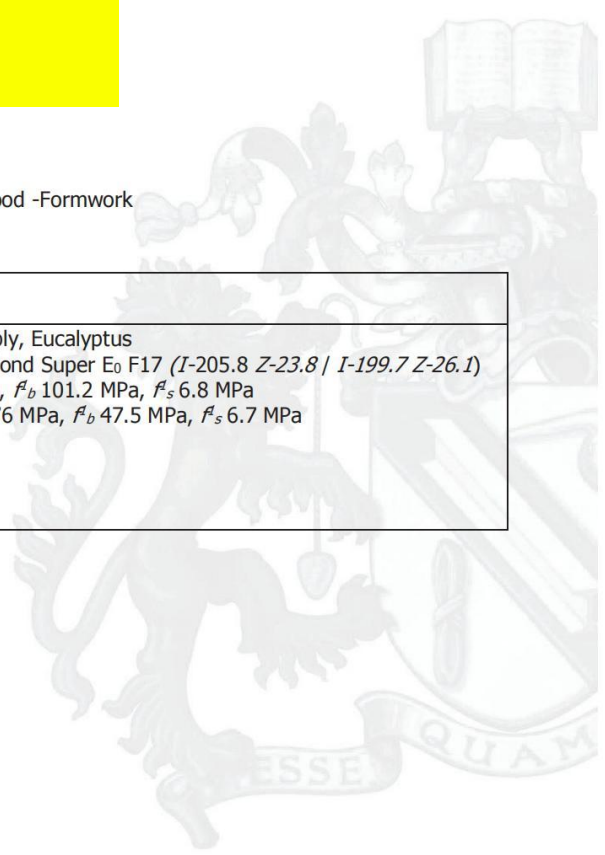 ood -Formwork
ply, Eucalyptus
ond Super E₀ F17 (I-205.8 Z-23.8 / I-199.7 Z-26.1)
, f'b 101.2 MPa, f's 6.8 MPa
76 MPa, f'b 47.5 MPa, f's 6.7 MPa
ESSE QUAM